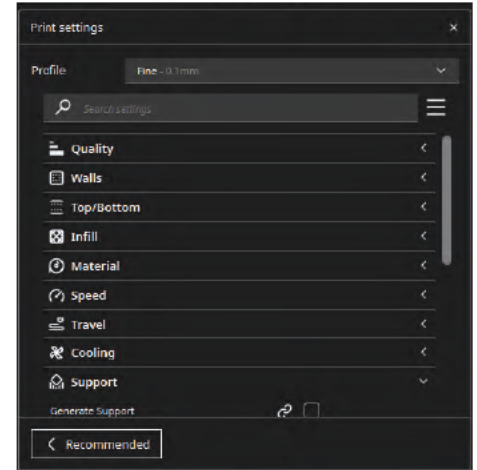 Print settings ×
Profile Fine - 0.1mm
Search settings
Quality
Walls
Top/Bottom
Infill
Material
Speed
Travel
Cooling
Support
Generate Support
Recommended